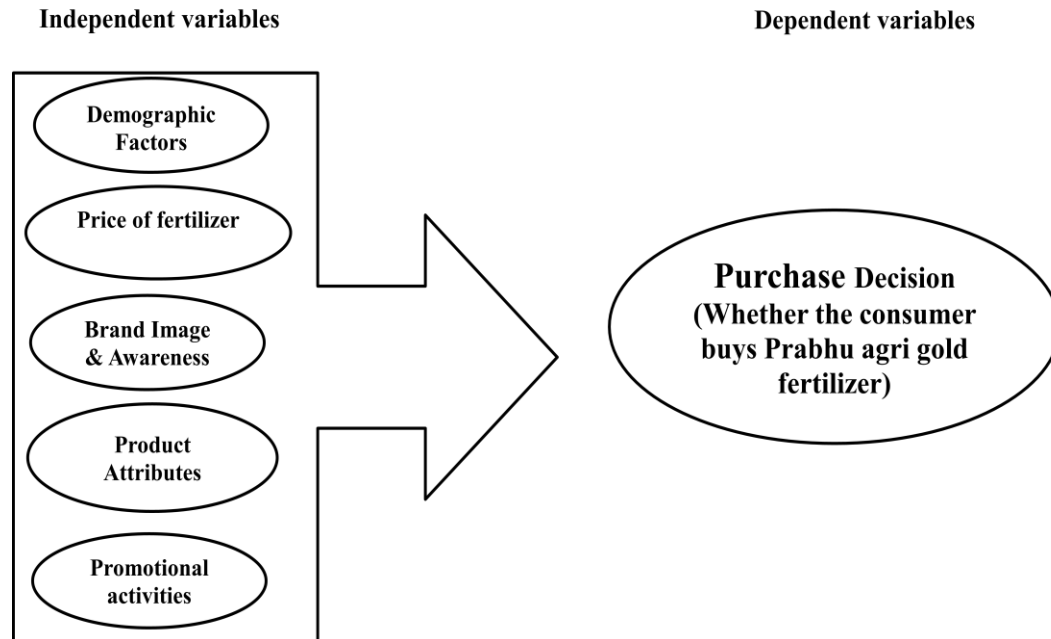 Independent variables
Demographic
Factors
Price of fertilizer
Brand Image
& Awareness
Product
Attributes
Promotional
activities
Dependent variables
Purchase Decision
(Whether the consumer
buys Prabhu agri gold
fertilizer)